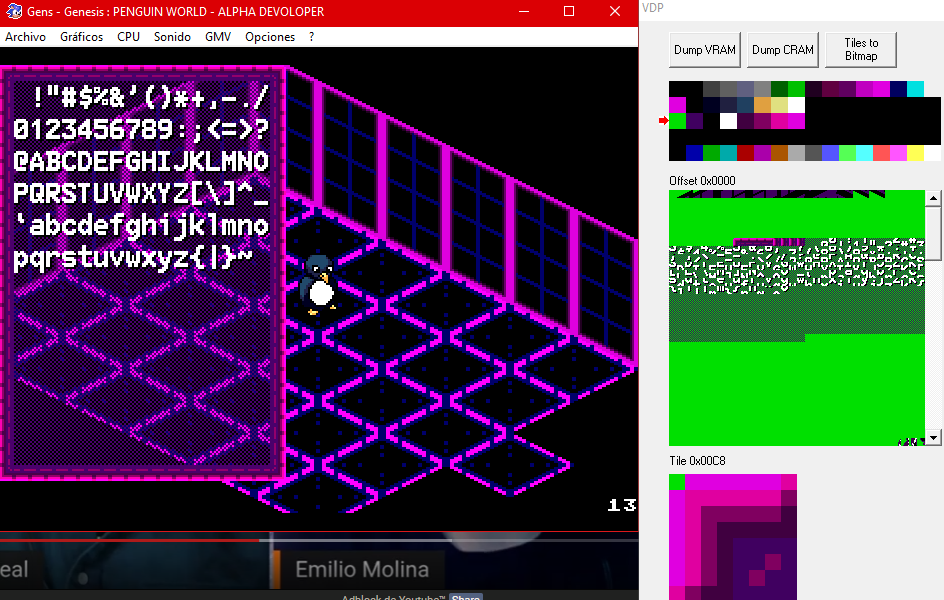 Gens - Genesis : PENGUIN WORLD - ALPHA DEVOLOPER
Archivo Gráficos CPU Sonido GMV Opciones ?
!"#$%&'()*+,-./
0123456789:;<=>?
@ABCDEFGHIJKLMNO
PQRSTUVWXYZ[\]^_
`abcdefghijklmno
pqrstuvwxyz{|}~
13
eal
Emilio Molina
Adblock de Youtube™ Share
VDP
Dump VRAM
Dump CRAM
Tiles to
Bitmap
Offset 0x0000
Tile 0x00C8